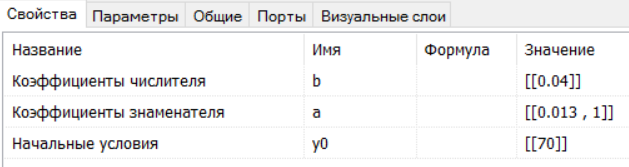 Свойства Параметры Общие Порты Визуальные слои
Название Имя Формула Значение
Коэффициенты числителя b [[0.04]]
Коэффициенты знаменателя a [[0.013 , 1]]
Начальные условия y0 [[70]]